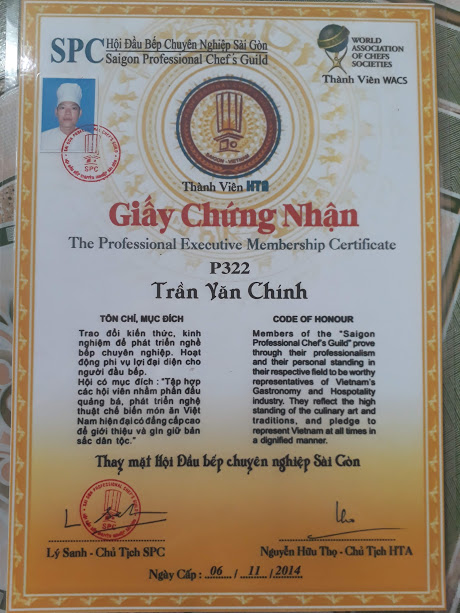 SPC Hội Đầu Bếp Chuyên Nghiệp Sài Gòn
Saigon Professional Chef's Guild
WORLD
ASSOCIATION
OF CHEFS
SOCIETIES
Thành Viên WACS
SPC
SAIGON - VIETNAM
Thành Viên HTA
Giấy Chứng Nhận
The Professional Executive Membership Certificate
P322
Trần Văn Chính
TÔN CHỈ, MỤC ĐÍCH
Trao đổi kiến thức, kinh
nghiệm để phát triển nghề
bếp chuyên nghiệp. Hoạt
động phi vụ lợi đại diện cho
người đầu bếp.
Hội có mục đích : "Tập hợp
các hội viên nhằm phấn đấu
quảng bá, phát triển nghệ
thuật chế biến món ăn Việt
Nam hiện đại có đẳng cấp cao
để giới thiệu và gìn giữ bản
sắc dân tộc."
CODE OF HONOUR
Members of the "Saigon
Professional Chef's Guild" prove
through their professionalism
and their personal standing in
their respective field to be worthy
representatives of Vietnam's
Gastronomy and Hospotality
industry. They reflect the high
standing of the culinary art and
traditions, and pledge to
represent Vietnam at all times in
a dignified manner.
Thay mặt Hội Đầu bếp chuyên nghiệp Sài Gòn
SPC
Lý Sanh - Chủ Tịch SPC
Nguyễn Hữu Thọ - Chủ Tịch HTA
Ngày Cấp : 06 / 11 / 2014